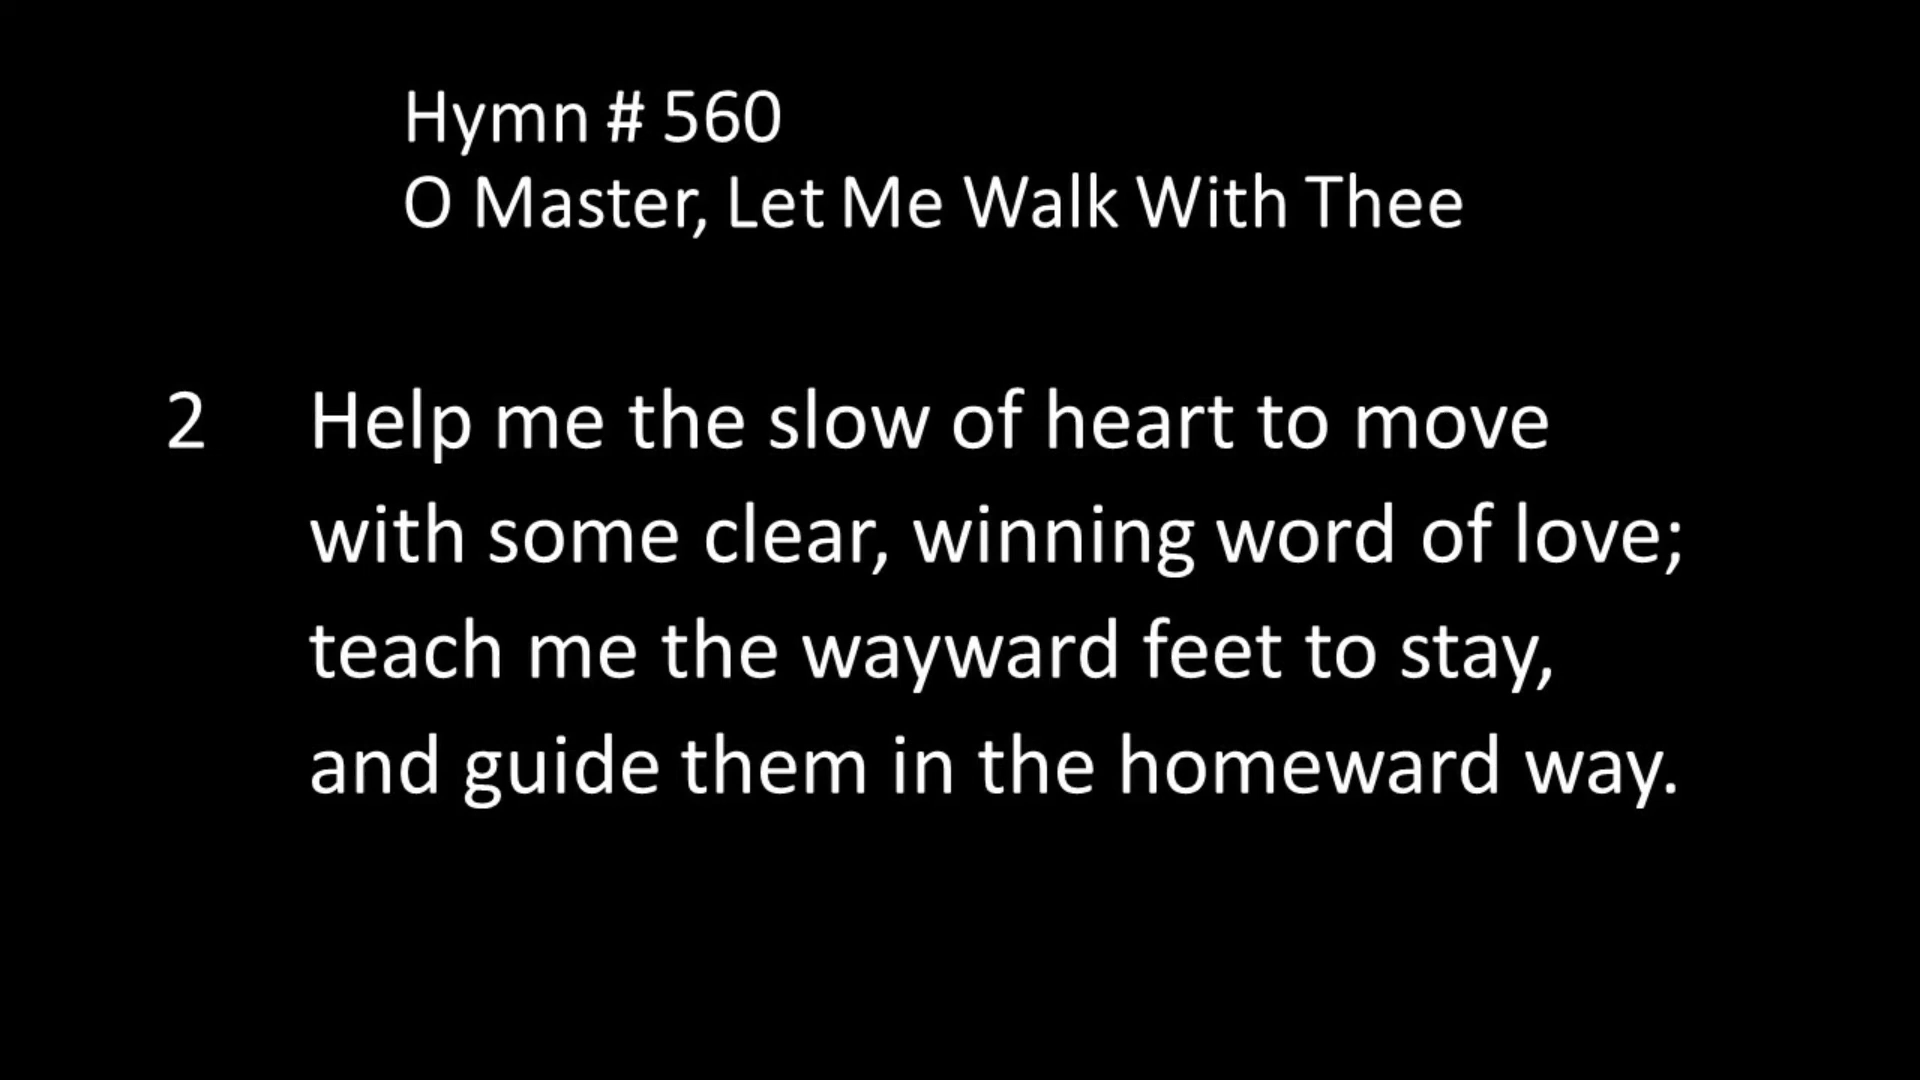 Hymn # 560
O Master, Let Me Walk With Thee
2 Help me the slow of heart to move
with some clear, winning word of love;
teach me the wayward feet to stay,
and guide them in the homeward way.